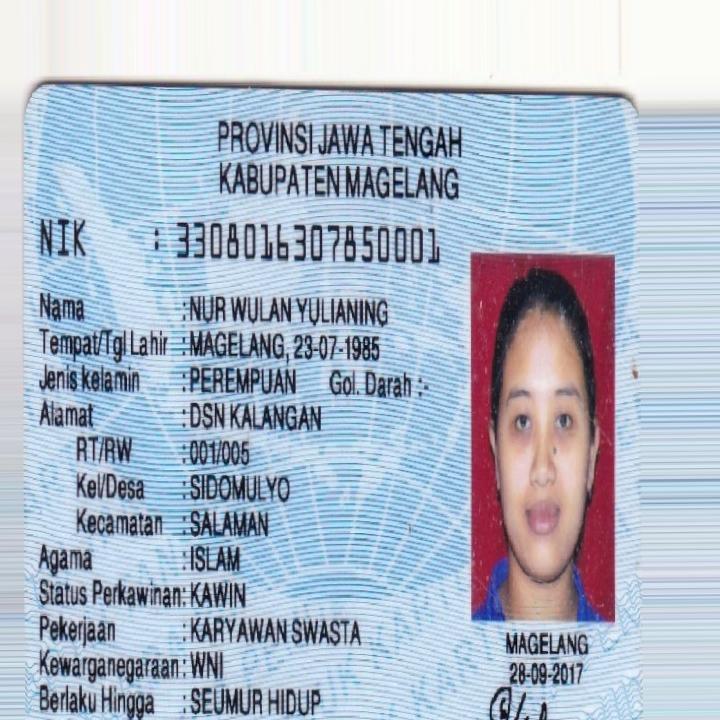 PROVINSI JAWA TENGAH
KABUPATEN MAGELANG
NIK : 3308016307850001
Nama : NUR WULAN YULIANING
Tempat/Tgl Lahir : MAGELANG, 23-07-1985
Jenis kelamin : PEREMPUAN Gol. Darah :-
Alamat : DSN KALANGAN
RT/RW : 001/005
Kel/Desa : SIDOMULYO
Kecamatan : SALAMAN
Agama : ISLAM
Status Perkawinan: KAWIN
Pekerjaan : KARYAWAN SWASTA
Kewarganegaraan: WNI
Berlaku Hingga : SEUMUR HIDUP
MAGELANG
28-09-2017